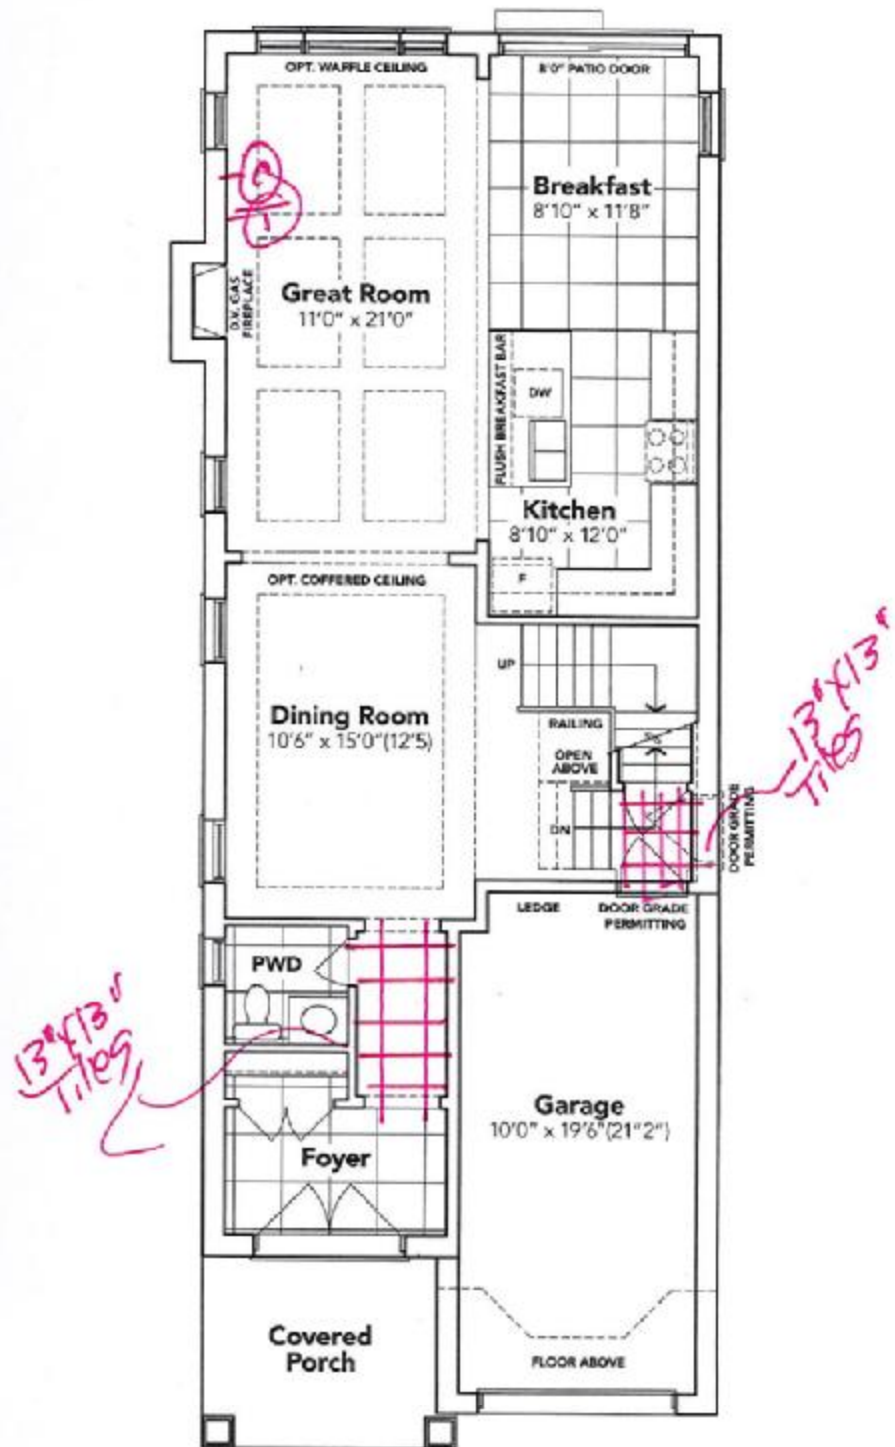 OPT. WAFFLE CEILING
8'0" PATIO DOOR
Breakfast
8'10" x 11'8"
Great Room
11'0" x 21'0"
D.V. GAS
FIREPLACE
FLUSH BREAKFAST BAR
DW
Kitchen
8'10" x 12'0"
F
OPT. COFFERED CEILING
UP
Dining Room
10'6" x 15'0"(12'5)
RAILING
OPEN
ABOVE
13"x13"
Tiles
DN
DOOR GRADE
PERMITTING
LEDGE
DOOR GRADE
PERMITTING
PWD
13"x13"
Tiles
Garage
10'0" x 19'6"(21'2")
Foyer
Covered
Porch
FLOOR ABOVE